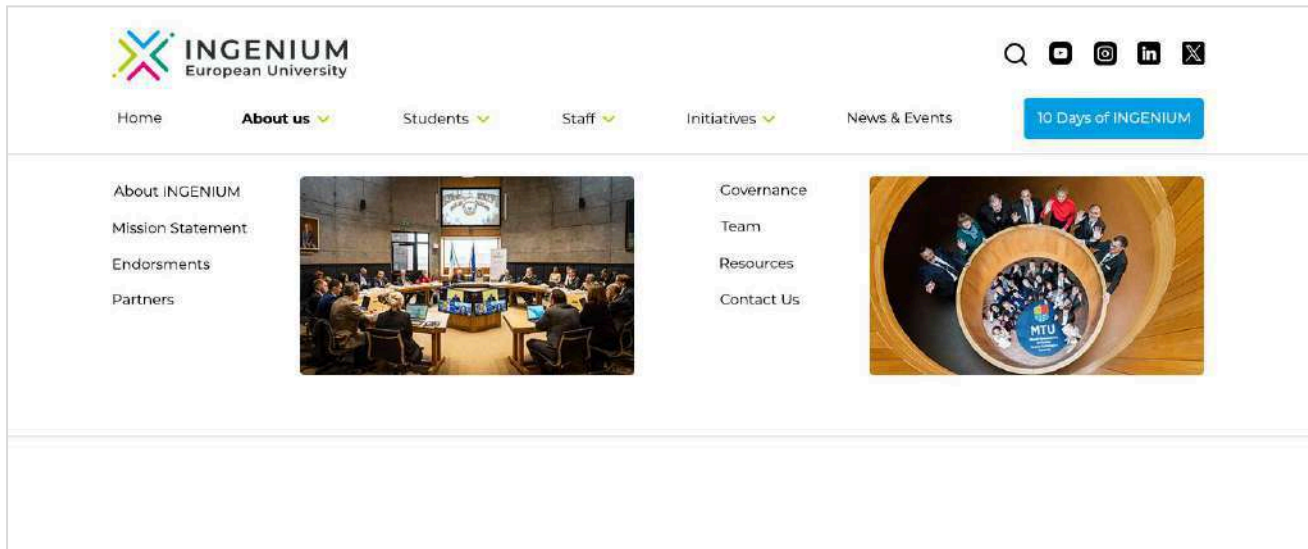 INGENIUM
European University
Home About us Students Staff Initiatives News & Events 10 Days of INGENIUM
About INGENIUM
Mission Statement
Endorsments
Partners
Governance
Team
Resources
Contact Us
MTU